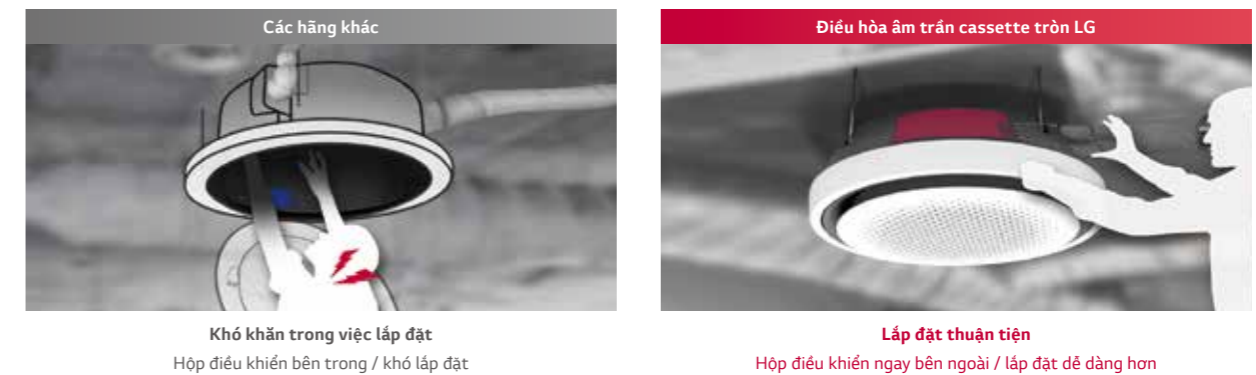 Các hãng khác
Khó khăn trong việc lắp đặt
Hộp điều khiển bên trong / khó lắp đặt
Điều hòa âm trần cassette tròn LG
Lắp đặt thuận tiện
Hộp điều khiển ngay bên ngoài / lắp đặt dễ dàng hơn